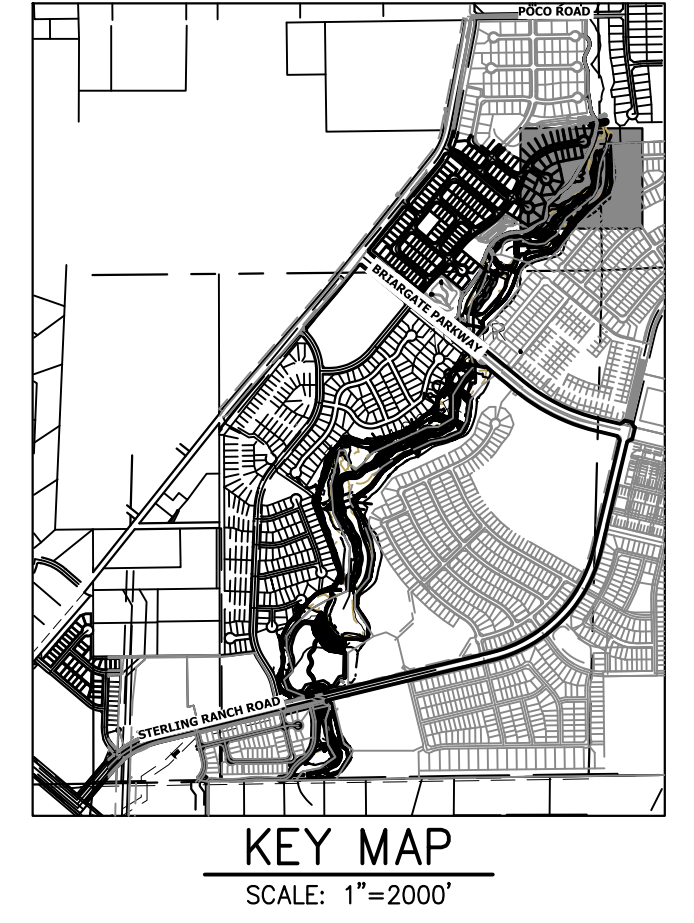 POCO ROAD
BRIARGATE PARKWAY
STERLING RANCH ROAD
KEY MAP
SCALE: 1"=2000'